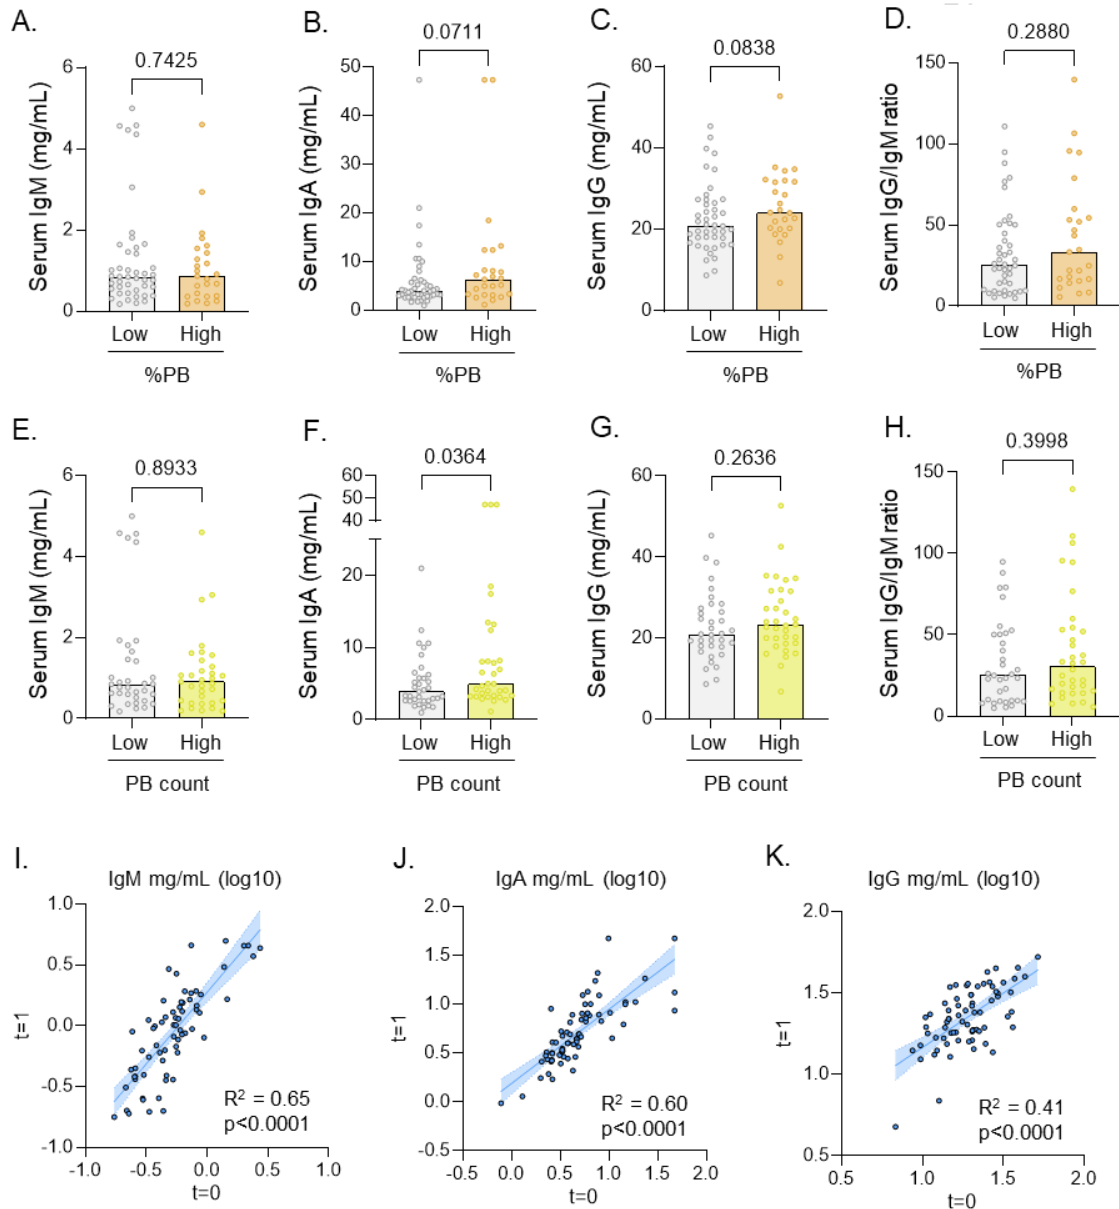 A.
0.7425
Serum IgM (mg/mL)
6
4
2
0
Low High
%PB
B.
0.0711
Serum IgA (mg/mL)
50
40
30
20
10
0
Low High
%PB
C.
0.0838
Serum IgG (mg/mL)
60
40
20
0
Low High
%PB
D.
0.2880
Serum IgG/IgM ratio
150
100
50
0
Low High
%PB
E.
0.8933
Serum IgM (mg/mL)
6
4
2
0
Low High
PB count
F.
0.0364
Serum IgA (mg/mL)
60
50
40
20
10
0
Low High
PB count
G.
0.2636
Serum IgG (mg/mL)
60
40
20
0
Low High
PB count
H.
0.3998
Serum IgG/IgM ratio
150
100
50
0
Low High
PB count
I.
IgM mg/mL (log10)
t=1
1.0
0.5
0.0
-0.5
-1.0
R² = 0.65
p<0.0001
-1.0 -0.5 0.0 0.5 1.0
t=0
J.
IgA mg/mL (log10)
t=1
2.0
1.5
1.0
0.5
0.0
-0.5
R² = 0.60
p<0.0001
-0.5 0.0 0.5 1.0 1.5 2.0
t=0
K.
IgG mg/mL (log10)
t=1
2.0
1.5
1.0
0.5
R² = 0.41
p<0.0001
0.5 1.0 1.5 2.0
t=0